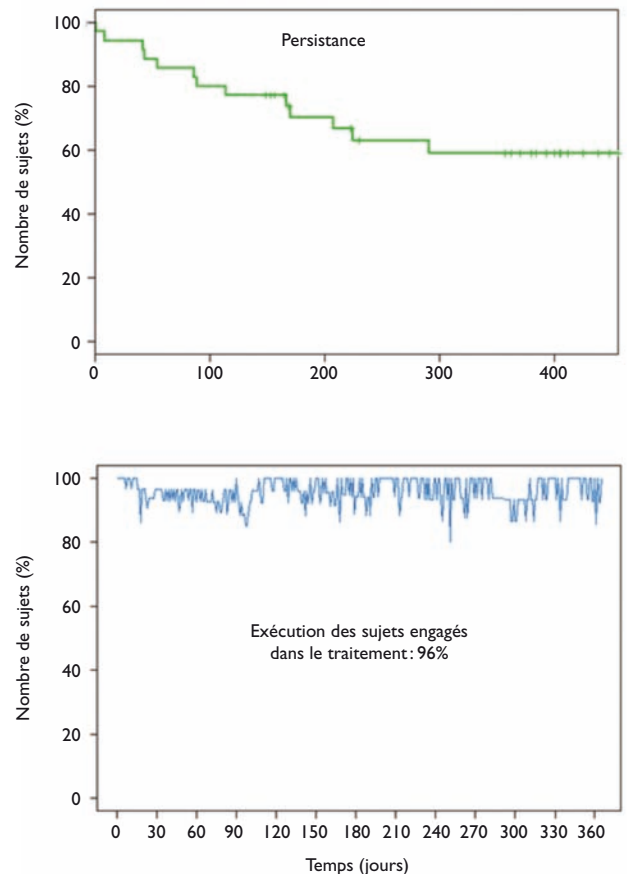 Persistance
Nombre de sujets (%)
100
80
60
40
20
0
0 100 200 300 400
Nombre de sujets (%)
100
80
60
40
20
0
Exécution des sujets engagés
dans le traitement : 96%
0 30 60 90 120 150 180 210 240 270 300 330 360
Temps (jours)